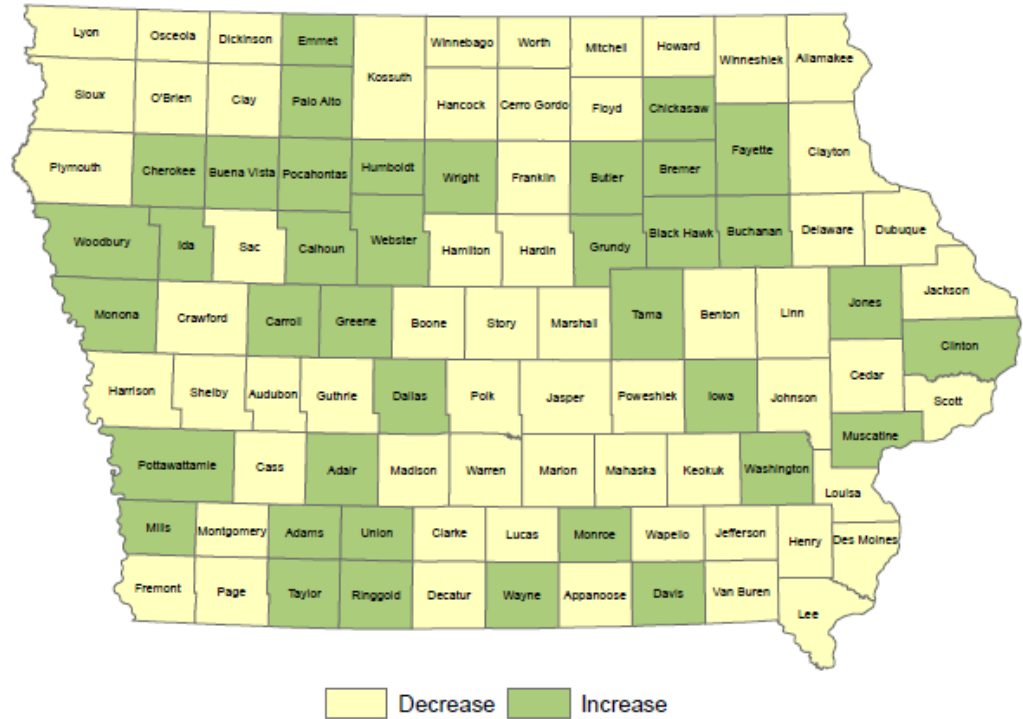 Lyon
Osceola
Dickinson
Emmet
Kossuth
Winnebago
Worth
Mitchell
Howard
Winneshiek
Allamakee
Sioux
O'Brien
Clay
Palo Alto
Hancock
Cerro Gordo
Floyd
Chickasaw
Plymouth
Cherokee
Buena Vista
Pocahontas
Humboldt
Wright
Franklin
Butler
Bremer
Fayette
Clayton
Woodbury
Ida
Sac
Calhoun
Webster
Hamilton
Hardin
Grundy
Black Hawk
Buchanan
Delaware
Dubuque
Monona
Crawford
Carroll
Greene
Boone
Story
Marshall
Tama
Benton
Linn
Jones
Jackson
Clinton
Harrison
Shelby
Audubon
Guthrie
Dallas
Polk
Jasper
Poweshiek
Iowa
Johnson
Cedar
Scott
Muscatine
Pottawattamie
Cass
Adair
Madison
Warren
Marion
Mahaska
Keokuk
Washington
Louisa
Mills
Montgomery
Adams
Union
Clarke
Lucas
Monroe
Wapello
Jefferson
Henry
Des Moines
Fremont
Page
Taylor
Ringgold
Decatur
Wayne
Appanoose
Davis
Van Buren
Lee
Decrease
Increase